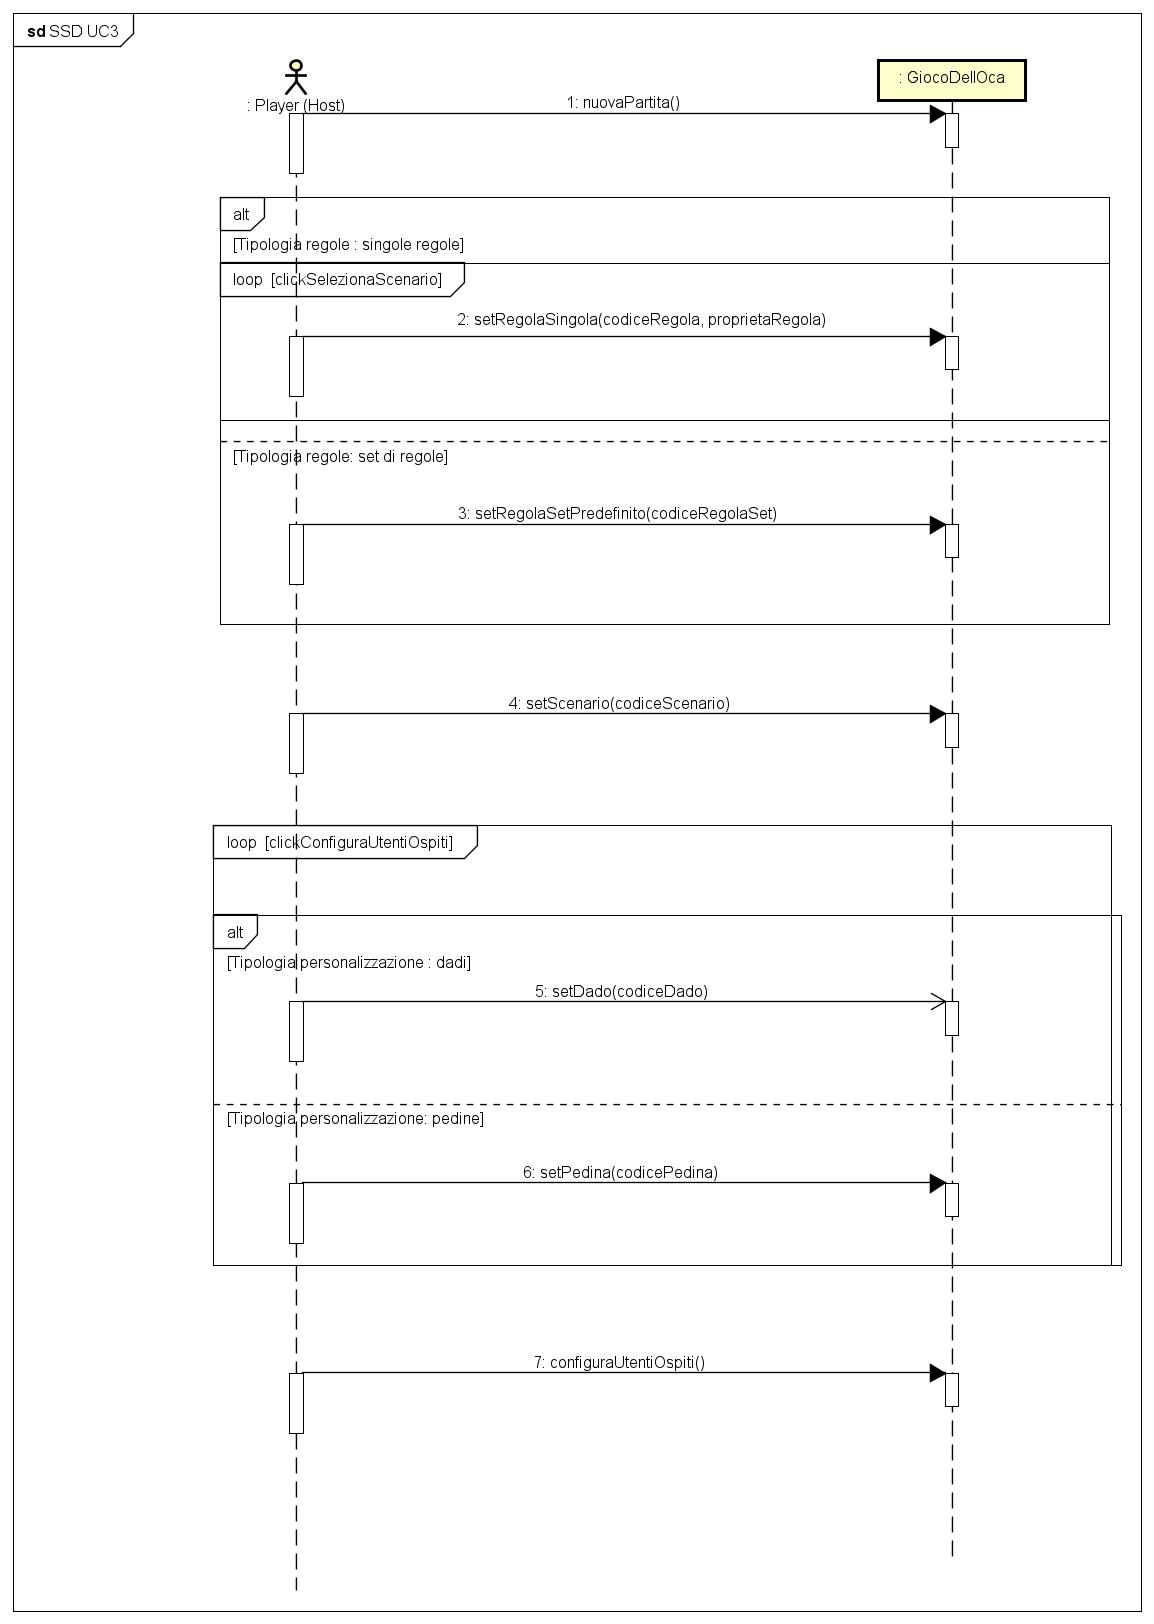 sd SSD UC3
: GiocoDellOca
: Player (Host)
1: nuovaPartita()
alt
[Tipologia regole : singole regole]
loop [clickSelezionaScenario]
2: setRegolaSingola(codiceRegola, proprietaRegola)
[Tipologia regole: set di regole]
3: setRegolaSetPredefinito(codiceRegolaSet)
4: setScenario(codiceScenario)
loop [clickConfiguraUtentiOspiti]
alt
[Tipologia personalizzazione : dadi]
5: setDado(codiceDado)
[Tipologia personalizzazione: pedine]
6: setPedina(codicePedina)
7: configuraUtentiOspiti()